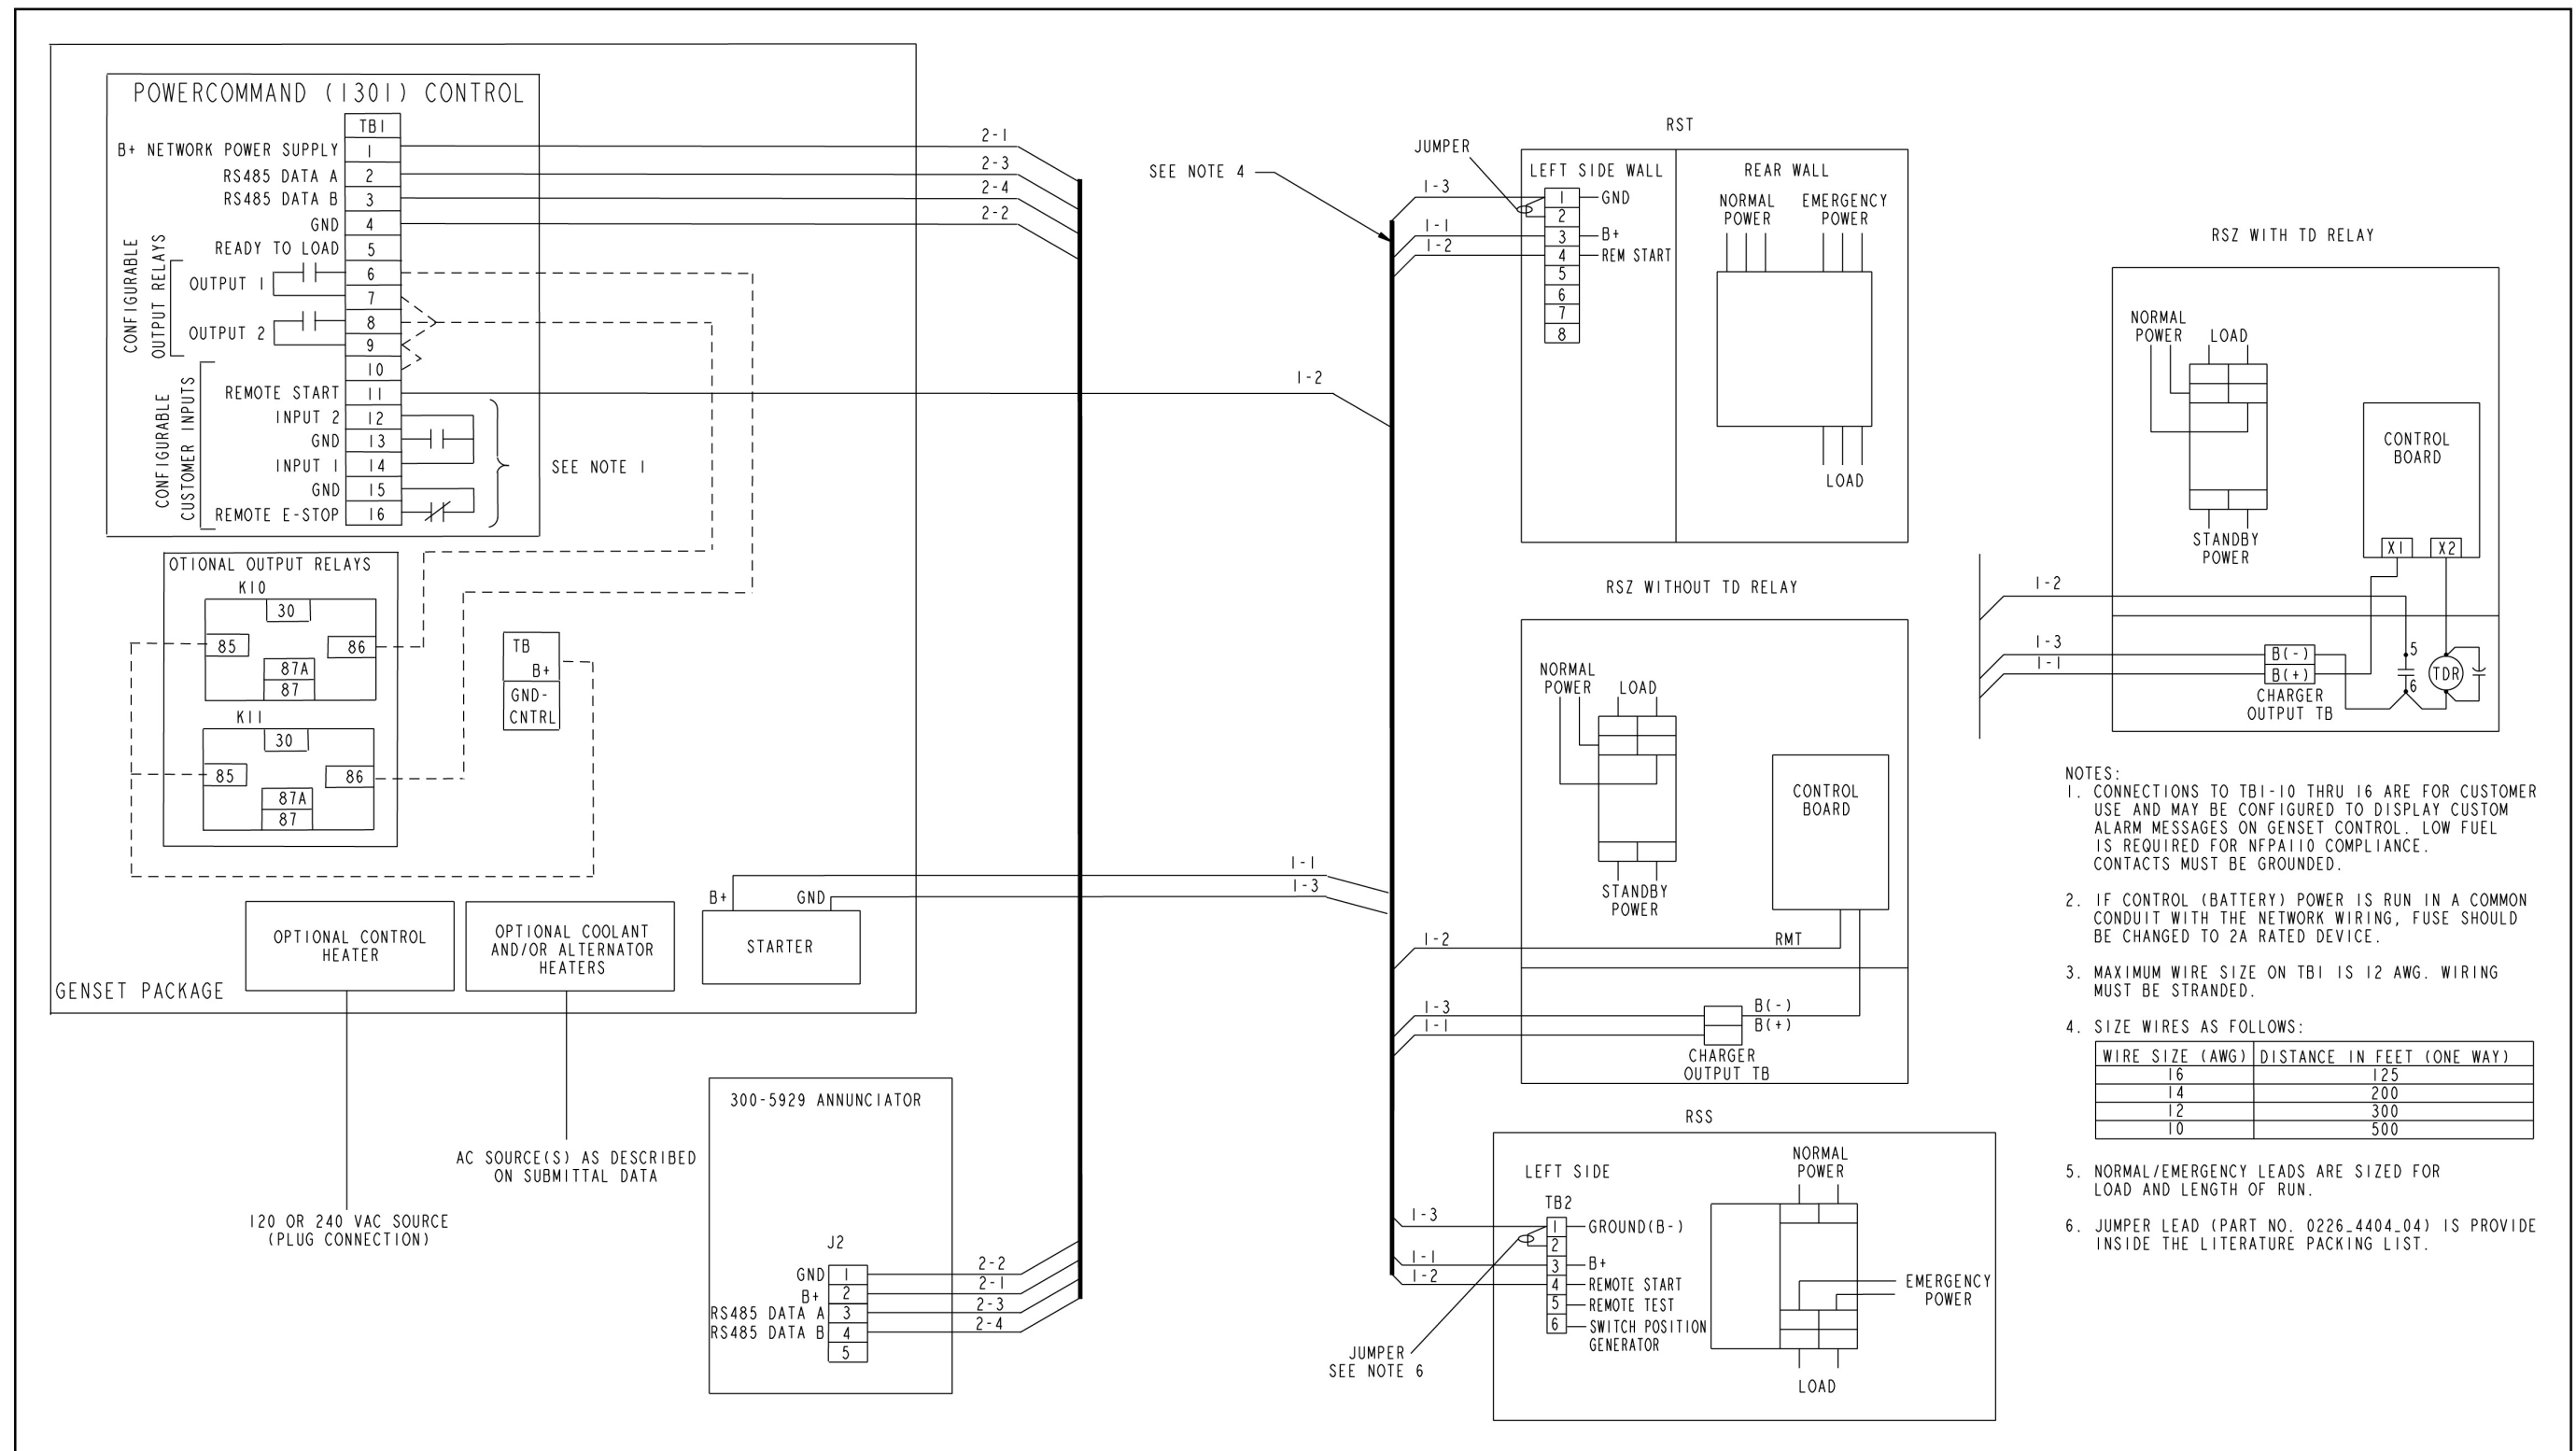 POWERCOMMAND (1301) CONTROL
TB1
B+ NETWORK POWER SUPPLY 1
RS485 DATA A 2
RS485 DATA B 3
GND 4
READY TO LOAD 5
CONFIGURABLE
OUTPUT RELAYS
OUTPUT 1
6
7
OUTPUT 2
8
9
10
CONFIGURABLE
CUSTOMER INPUTS
REMOTE START 11
INPUT 2 12
GND 13
INPUT 1 14
GND 15
REMOTE E-STOP 16
SEE NOTE 1
2-1
2-3
2-4
2-2
1-2
OTIONAL OUTPUT RELAYS
K10
30
85
86
87A
87
K11
30
85
86
87A
87
TB
B+
GND-
CNTRL
B+
GND
STARTER
1-1
1-3
OPTIONAL CONTROL
HEATER
OPTIONAL COOLANT
AND/OR ALTERNATOR
HEATERS
GENSET PACKAGE
120 OR 240 VAC SOURCE
(PLUG CONNECTION)
AC SOURCE(S) AS DESCRIBED
ON SUBMITTAL DATA
300-5929 ANNUNCIATOR
J2
GND 1
B+ 2
RS485 DATA A 3
RS485 DATA B 4
5
2-2
2-1
2-3
2-4
SEE NOTE 4
RST
JUMPER
LEFT SIDE WALL
REAR WALL
1-3
1-1
1-2
1 GND
2
3 B+
4 REM START
5
6
7
8
NORMAL
POWER
EMERGENCY
POWER
LOAD
RSZ WITHOUT TD RELAY
NORMAL
POWER
LOAD
CONTROL
BOARD
STANDBY
POWER
1-2
RMT
1-3
1-1
B(-)
B(+)
CHARGER
OUTPUT TB
RSS
LEFT SIDE
TB2
1-3
1-1
1-2
1 GROUND(B-)
2
3 B+
4 REMOTE START
5 REMOTE TEST
6 SWITCH POSITION
GENERATOR
JUMPER
SEE NOTE 6
NORMAL
POWER
EMERGENCY
POWER
LOAD
RSZ WITH TD RELAY
NORMAL
POWER
LOAD
CONTROL
BOARD
X1
X2
STANDBY
POWER
1-2
1-3
1-1
B(-)
B(+)
CHARGER
OUTPUT TB
5
6
TDR
NOTES:
1. CONNECTIONS TO TB1-10 THRU 16 ARE FOR CUSTOMER
USE AND MAY BE CONFIGURED TO DISPLAY CUSTOM
ALARM MESSAGES ON GENSET CONTROL. LOW FUEL
IS REQUIRED FOR NFPA110 COMPLIANCE.
CONTACTS MUST BE GROUNDED.
2. IF CONTROL (BATTERY) POWER IS RUN IN A COMMON
CONDUIT WITH THE NETWORK WIRING, FUSE SHOULD
BE CHANGED TO 2A RATED DEVICE.
3. MAXIMUM WIRE SIZE ON TB1 IS 12 AWG. WIRING
MUST BE STRANDED.
4. SIZE WIRES AS FOLLOWS:
WIRE SIZE (AWG) DISTANCE IN FEET (ONE WAY)
16 125
14 200
12 300
10 500
5. NORMAL/EMERGENCY LEADS ARE SIZED FOR
LOAD AND LENGTH OF RUN.
6. JUMPER LEAD (PART NO. 0226_4404_04) IS PROVIDE
INSIDE THE LITERATURE PACKING LIST.